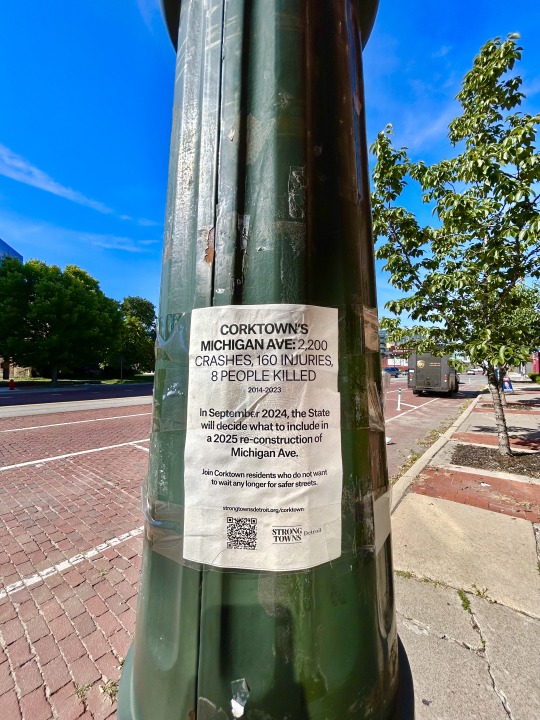 CORKTOWN'S
MICHIGAN AVE: 2,200
CRASHES, 160 INJURIES,
8 PEOPLE KILLED
2014-2023
In September 2024, the State
will decide what to include in
a 2025 re-construction of
Michigan Ave.
Join Corktown residents who do not want
to wait any longer for safer streets.
strongtownsdetroit.org/corktown
STRONG
TOWNS Detroit